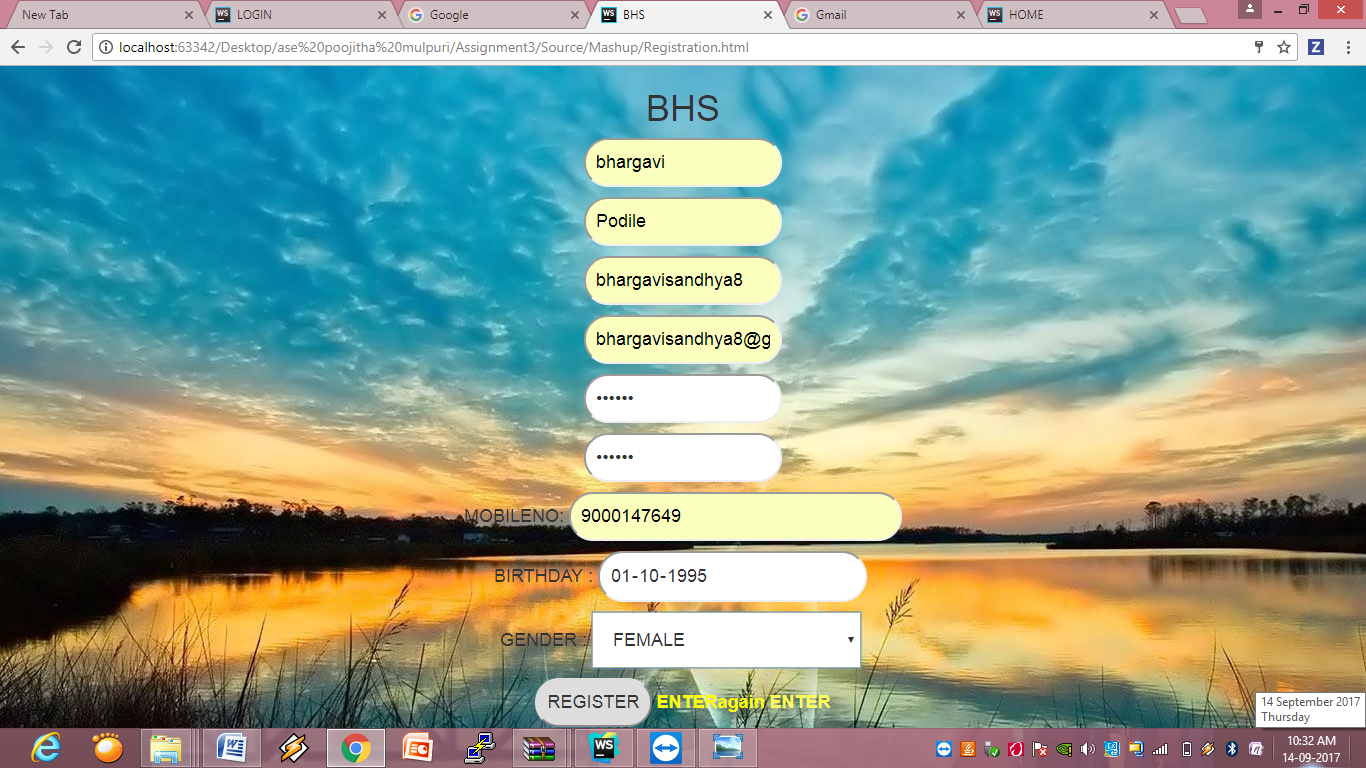 New Tab
LOGIN
Google
BHS
Gmail
HOME
localhost:63342/Desktop/ase%20poojitha%20mulpuri/Assignment3/Source/Mashup/Registration.html
BHS
bhargavi
Podile
bhargavisandhya8
bhargavisandhya8@g
••••••
••••••
MOBILENO: 9000147649
BIRTHDAY : 01-10-1995
GENDER : FEMALE
REGISTER ENTERagain ENTER
14 September 2017
Thursday
10:32 AM
14-09-2017